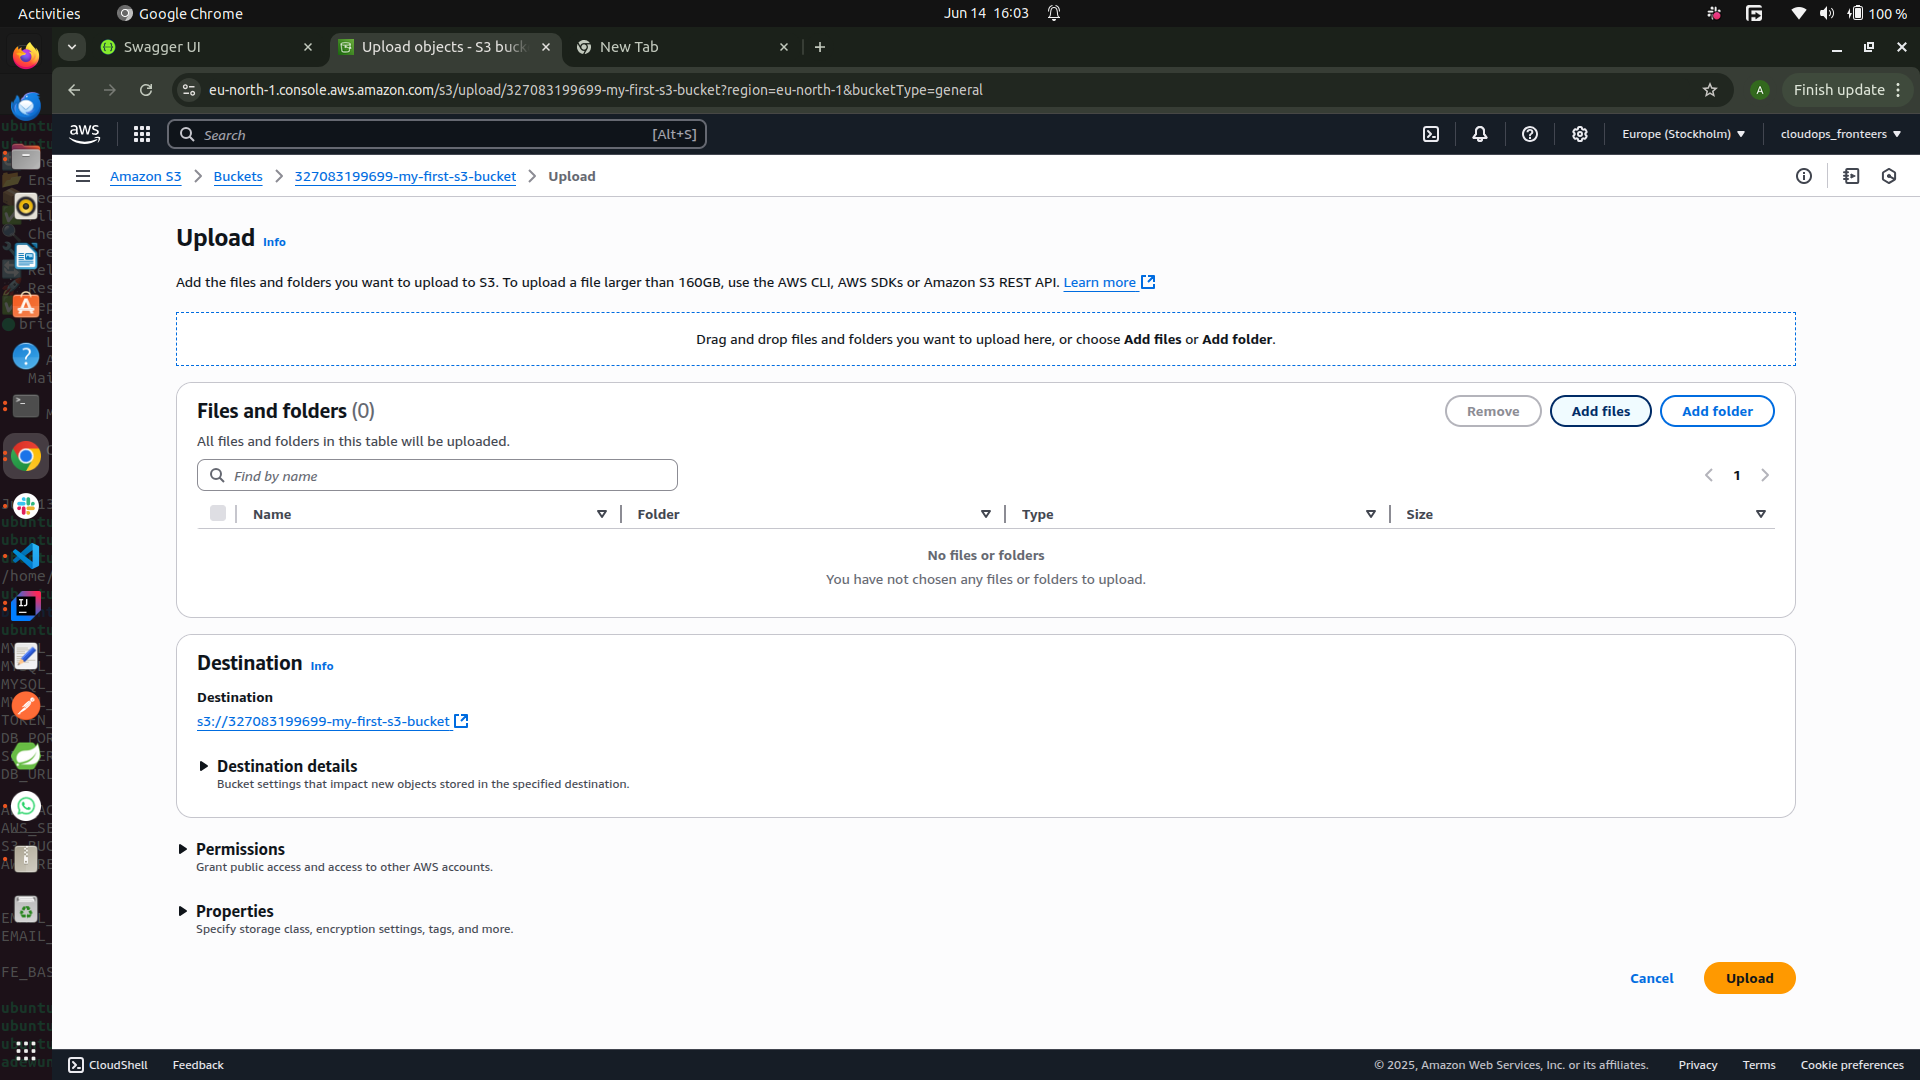 Activities
Google Chrome
Jun 14 16:03
100 %
Swagger UI
Upload objects - S3 buck
New Tab
eu-north-1.console.aws.amazon.com/s3/upload/327083199699-my-first-s3-bucket?region=eu-north-1&bucketType=general
A
Finish update
aws
Search
[Alt+S]
Europe (Stockholm)
cloudops_fronteers
Amazon S3
Buckets
327083199699-my-first-s3-bucket
Upload
Upload
Info
Add the files and folders you want to upload to S3. To upload a file larger than 160GB, use the AWS CLI, AWS SDKs or Amazon S3 REST API. Learn more
Drag and drop files and folders you want to upload here, or choose Add files or Add folder.
Files and folders (0)
Remove
Add files
Add folder
All files and folders in this table will be uploaded.
Find by name
1
Name
Folder
Type
Size
No files or folders
You have not chosen any files or folders to upload.
Destination
Info
Destination
s3://327083199699-my-first-s3-bucket
Destination details
Bucket settings that impact new objects stored in the specified destination.
Permissions
Grant public access and access to other AWS accounts.
Properties
Specify storage class, encryption settings, tags, and more.
Cancel
Upload
CloudShell
Feedback
© 2025, Amazon Web Services, Inc. or its affiliates.
Privacy
Terms
Cookie preferences